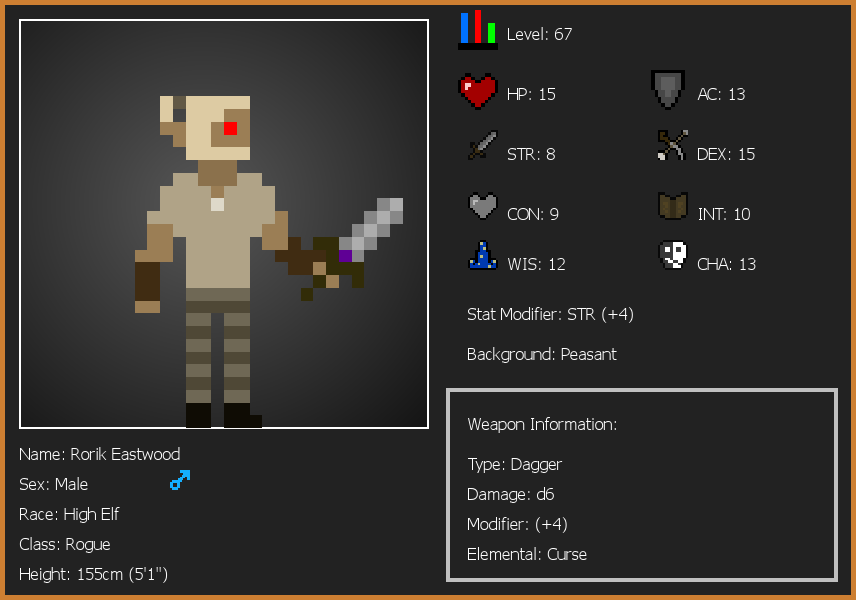 Level: 67
HP: 15
AC: 13
STR: 8
DEX: 15
CON: 9
INT: 10
WIS: 12
CHA: 13
Stat Modifier: STR (+4)
Background: Peasant
Weapon Information:
Type: Dagger
Damage: d6
Modifier: (+4)
Elemental: Curse
Name: Rorik Eastwood
Sex: Male
Race: High Elf
Class: Rogue
Height: 155cm (5'1")